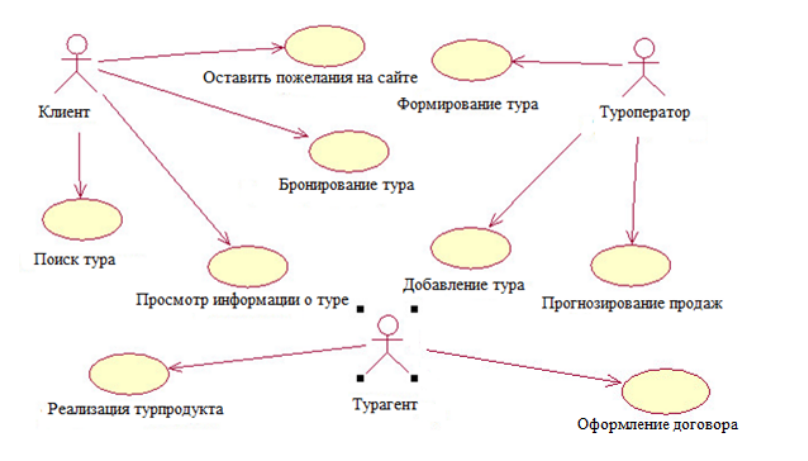 Оставить пожелания на сайте
Формирование тура
Клиент
Туроператор
Бронирование тура
Поиск тура
Добавление тура
Просмотр информации о туре
Прогнозирование продаж
Реализация турпродукта
Турагент
Оформление договора